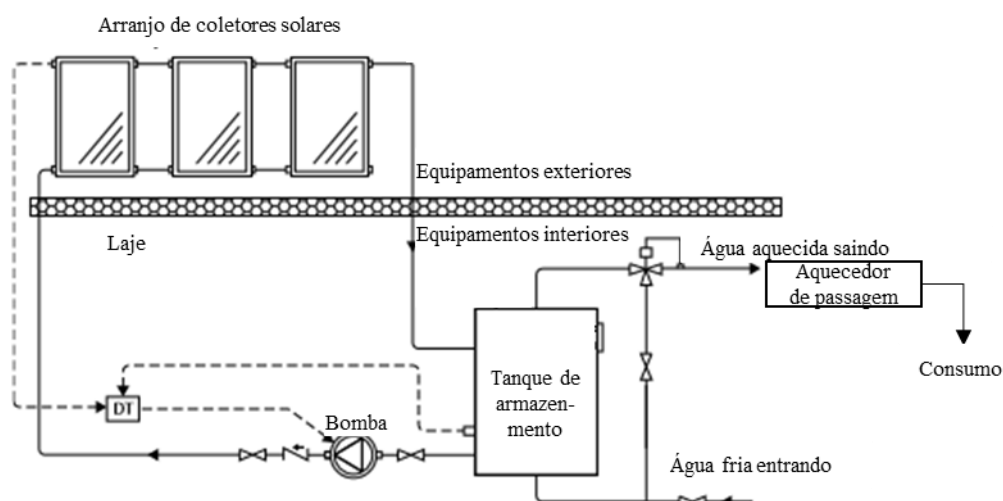 Arranjo de coletores solares
Equipamentos exteriores
Laje
Equipamentos interiores
Água aquecida saindo
Aquecedor
de passagem
Consumo
Tanque de
armazen-
mento
DT
Bomba
Água fria entrando